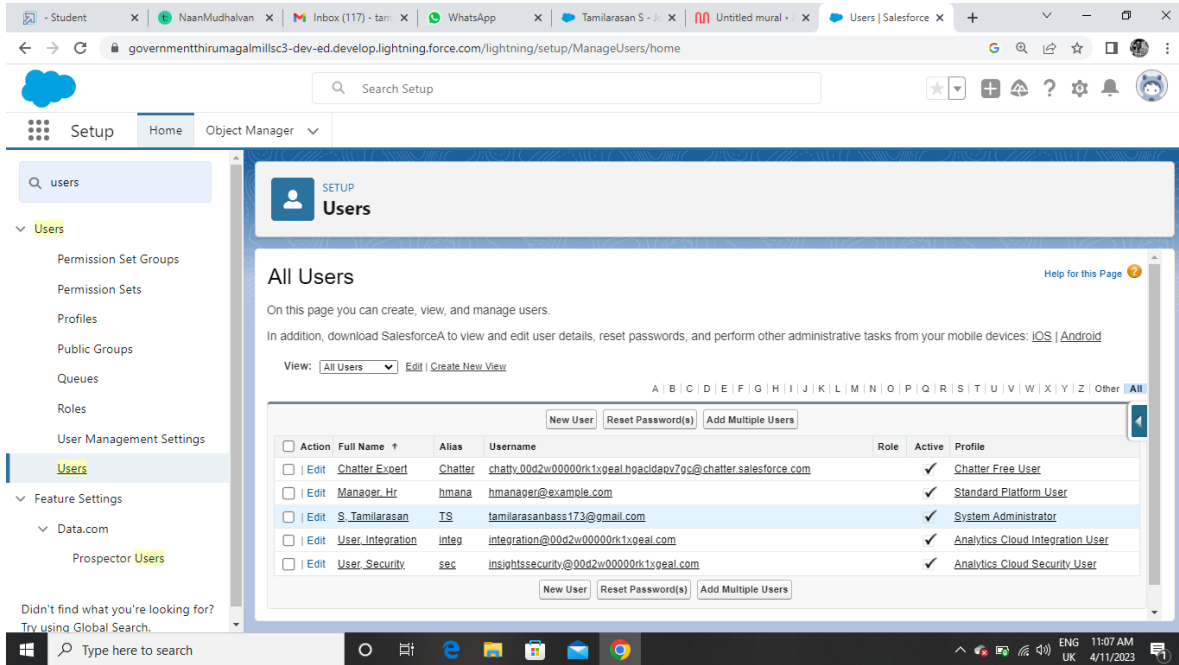 - Student
NaanMudhalvan
Inbox (117) - tam
WhatsApp
Tamilarasan S - Jo
Untitled mural •
Users | Salesforce
governmentthirumagalmillsc3-dev-ed.develop.lightning.force.com/lightning/setup/ManageUsers/home
Search Setup
Setup
Home
Object Manager
users
Users
Permission Set Groups
Permission Sets
Profiles
Public Groups
Queues
Roles
User Management Settings
Users
Feature Settings
Data.com
Prospector Users
Didn't find what you're looking for?
Try using Global Search.
SETUP
Users
All Users
Help for this Page
On this page you can create, view, and manage users.
In addition, download SalesforceA to view and edit user details, reset passwords, and perform other administrative tasks from your mobile devices: iOS | Android
View: All Users Edit | Create New View
A | B | C | D | E | F | G | H | I | J | K | L | M | N | O | P | Q | R | S | T | U | V | W | X | Y | Z | Other All
New User Reset Password(s) Add Multiple Users
Action Full Name ↑ Alias Username Role Active Profile
| Edit Chatter Expert Chatter chatty.00d2w00000rk1xgeal.hgacldapv7gc@chatter.salesforce.com ✓ Chatter Free User
| Edit Manager, Hr hmana hmanager@example.com ✓ Standard Platform User
| Edit S, Tamilarasan TS tamilarasanbass173@gmail.com ✓ System Administrator
| Edit User, Integration integ integration@00d2w00000rk1xgeal.com ✓ Analytics Cloud Integration User
| Edit User, Security sec insightssecurity@00d2w00000rk1xgeal.com ✓ Analytics Cloud Security User
New User Reset Password(s) Add Multiple Users
Type here to search
ENG
UK
11:07 AM
4/11/2023